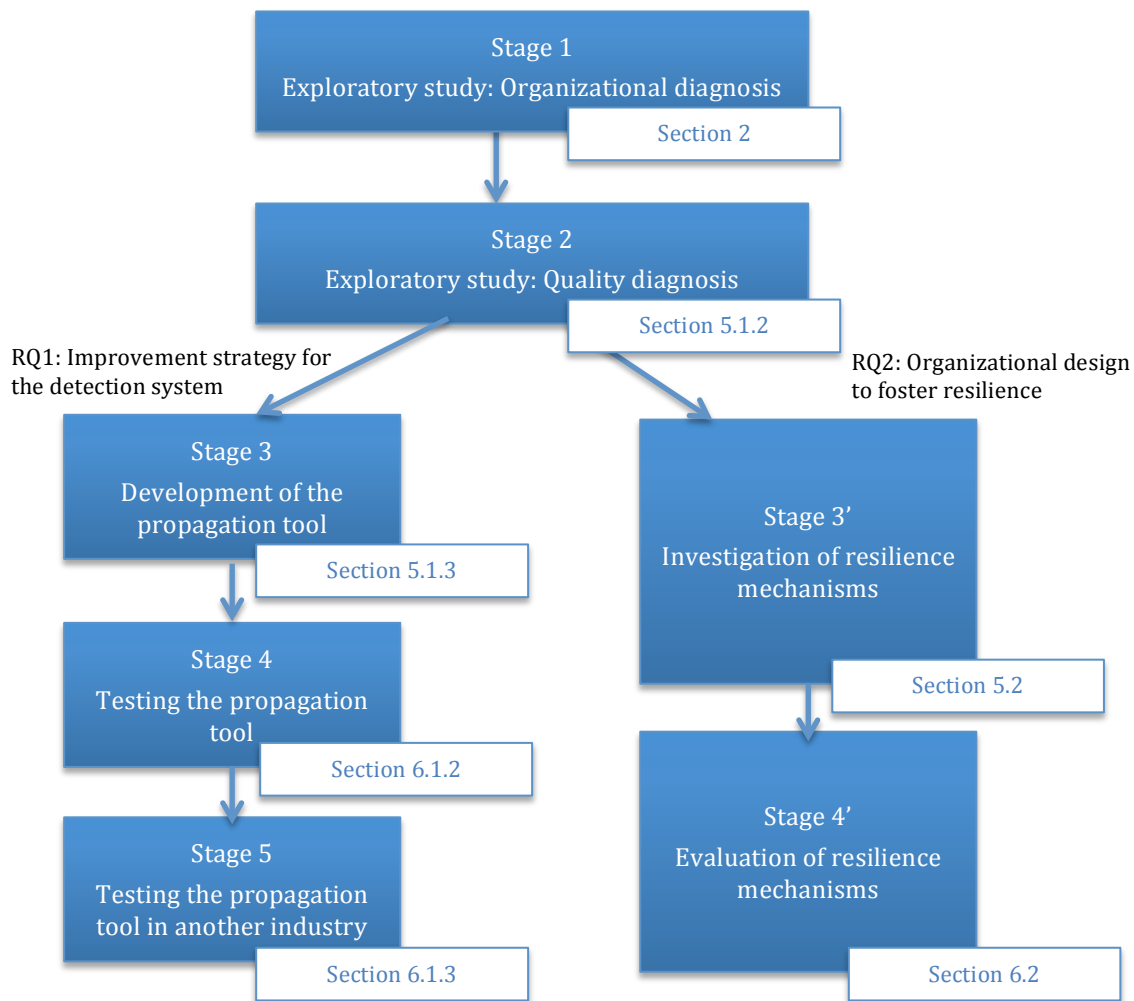 Stage 1
Exploratory study: Organizational diagnosis
Section 2
Stage 2
Exploratory study: Quality diagnosis
Section 5.1.2
RQ1: Improvement strategy for
the detection system
RQ2: Organizational design
to foster resilience
Stage 3
Development of the
propagation tool
Section 5.1.3
Stage 4
Testing the propagation
tool
Section 6.1.2
Stage 5
Testing the propagation
tool in another industry
Section 6.1.3
Stage 3’
Investigation of resilience
mechanisms
Section 5.2
Stage 4’
Evaluation of resilience
mechanisms
Section 6.2